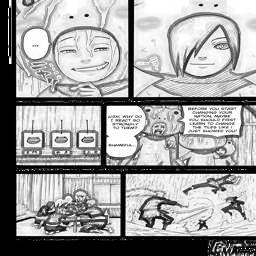 ...
ALSO, WHY DO
I REACT SO
STRONGLY
TO THEM?
SHAMEFUL...
BEFORE YOU START
CHANGING YOUR
NATION, MAYBE
YOU SHOULD FIRST
LEARN TO CHANGE
THE TILES LIKE I
JUST SHOWED YOU!